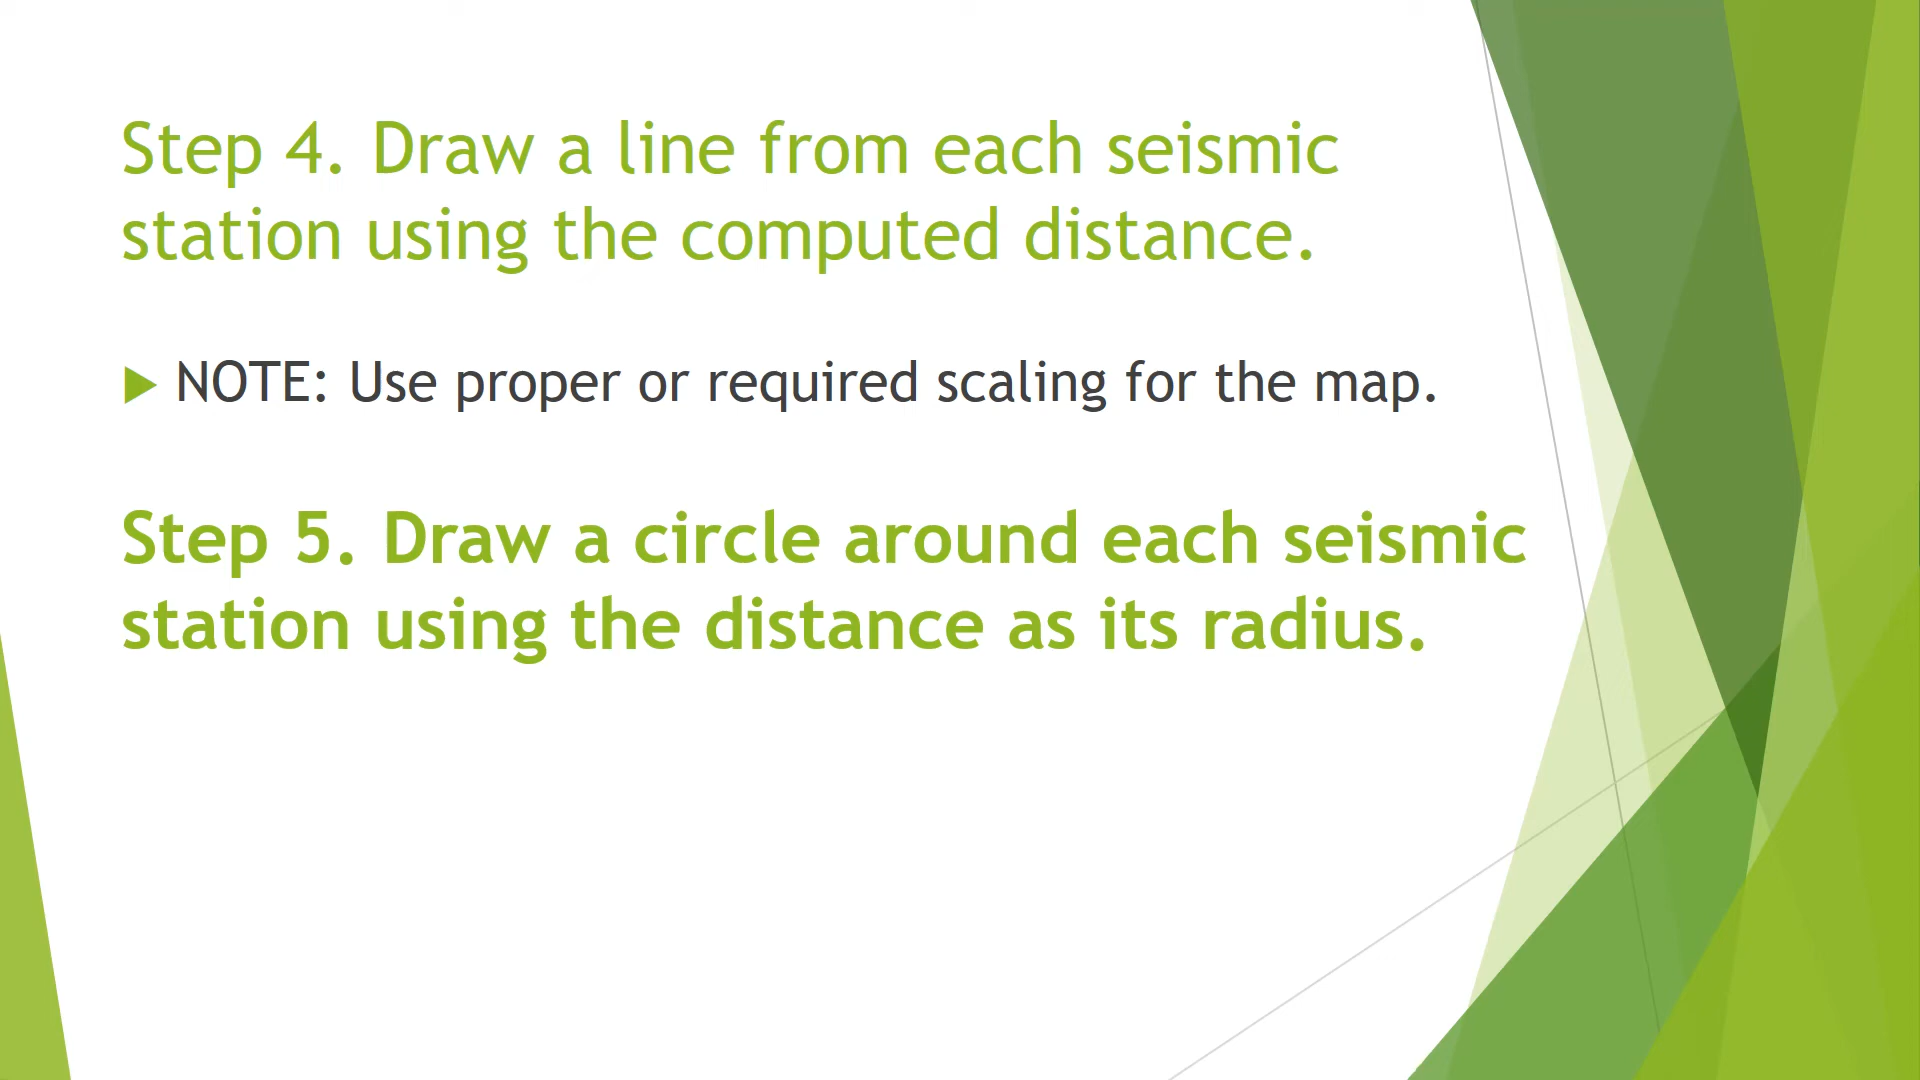 Step 4. Draw a line from each seismic
station using the computed distance.
NOTE: Use proper or required scaling for the map.
Step 5. Draw a circle around each seismic
station using the distance as its radius.